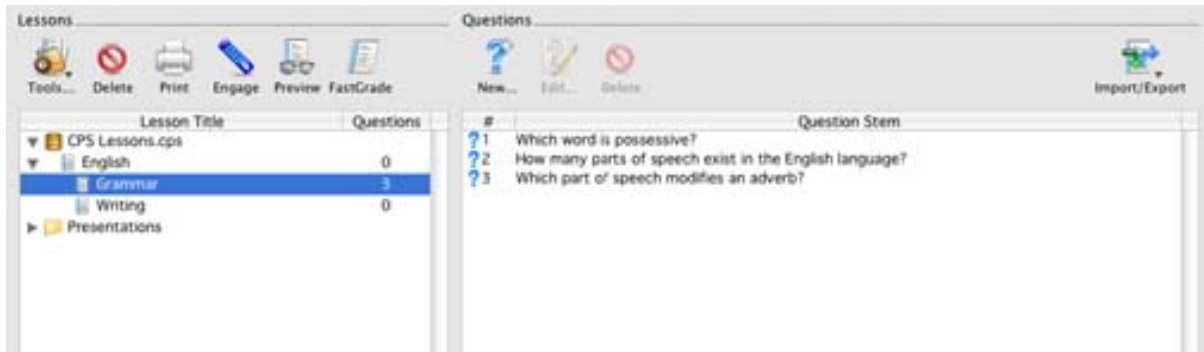 Lessons
Tools... Delete Print Engage Preview FastGrade
Lesson Title Questions
CPS Lessons.cps
English 0
Grammar 3
Writing 0
Presentations
Questions
New... Edit... Delete Import/Export
# Question Stem
1 Which word is possessive?
2 How many parts of speech exist in the English language?
3 Which part of speech modifies an adverb?